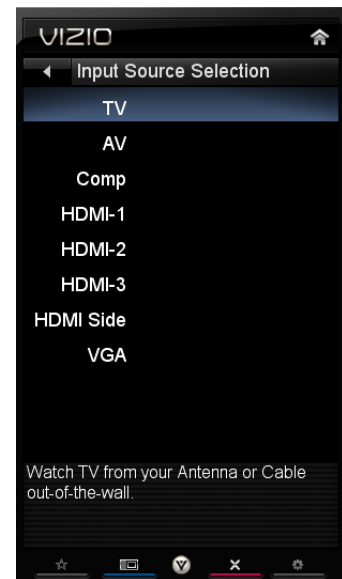 VIZIO
Input Source Selection
TV
AV
Comp
HDMI-1
HDMI-2
HDMI-3
HDMI Side
VGA
Watch TV from your Antenna or Cable
out-of-the-wall.
V